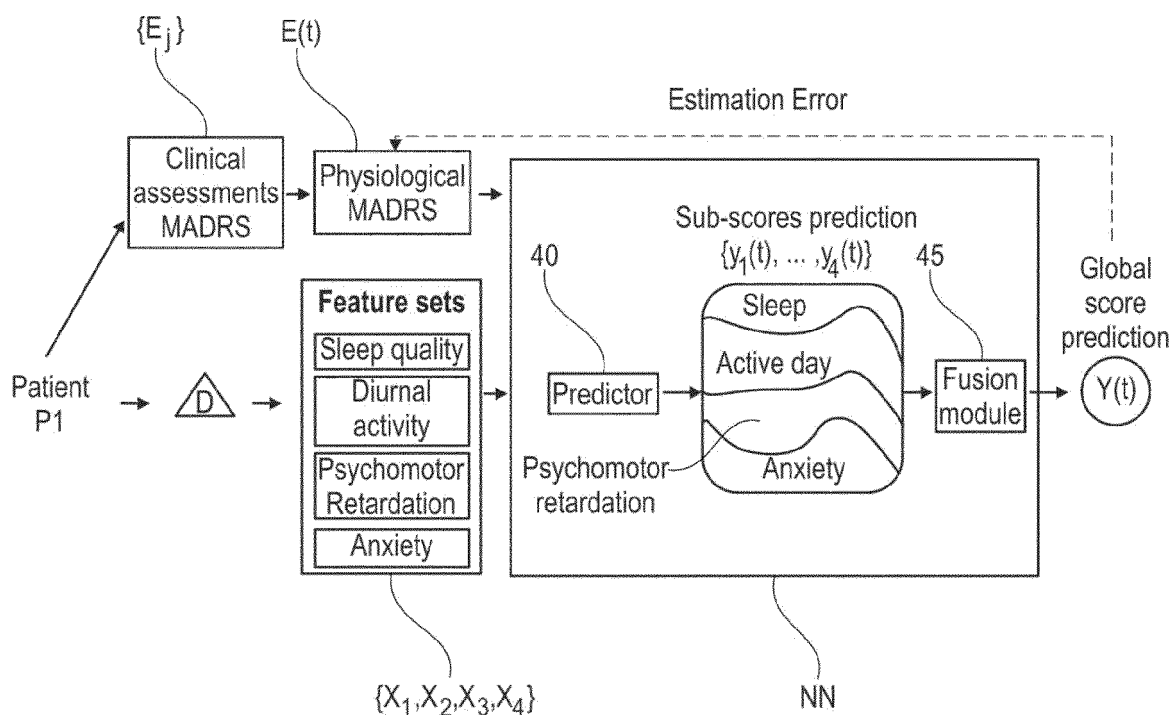 {Ej}
E(t)
Estimation Error
Clinical
assessments
MADRS
Physiological
MADRS
Sub-scores prediction
{y1(t), ... ,y4(t)}
40
45
Global
score
prediction
Feature sets
Sleep quality
Diurnal
activity
Psychomotor
Retardation
Anxiety
Patient
P1
D
Predictor
Sleep
Active day
Anxiety
Psychomotor
retardation
Fusion
module
Y(t)
{X1,X2,X3,X4}
NN